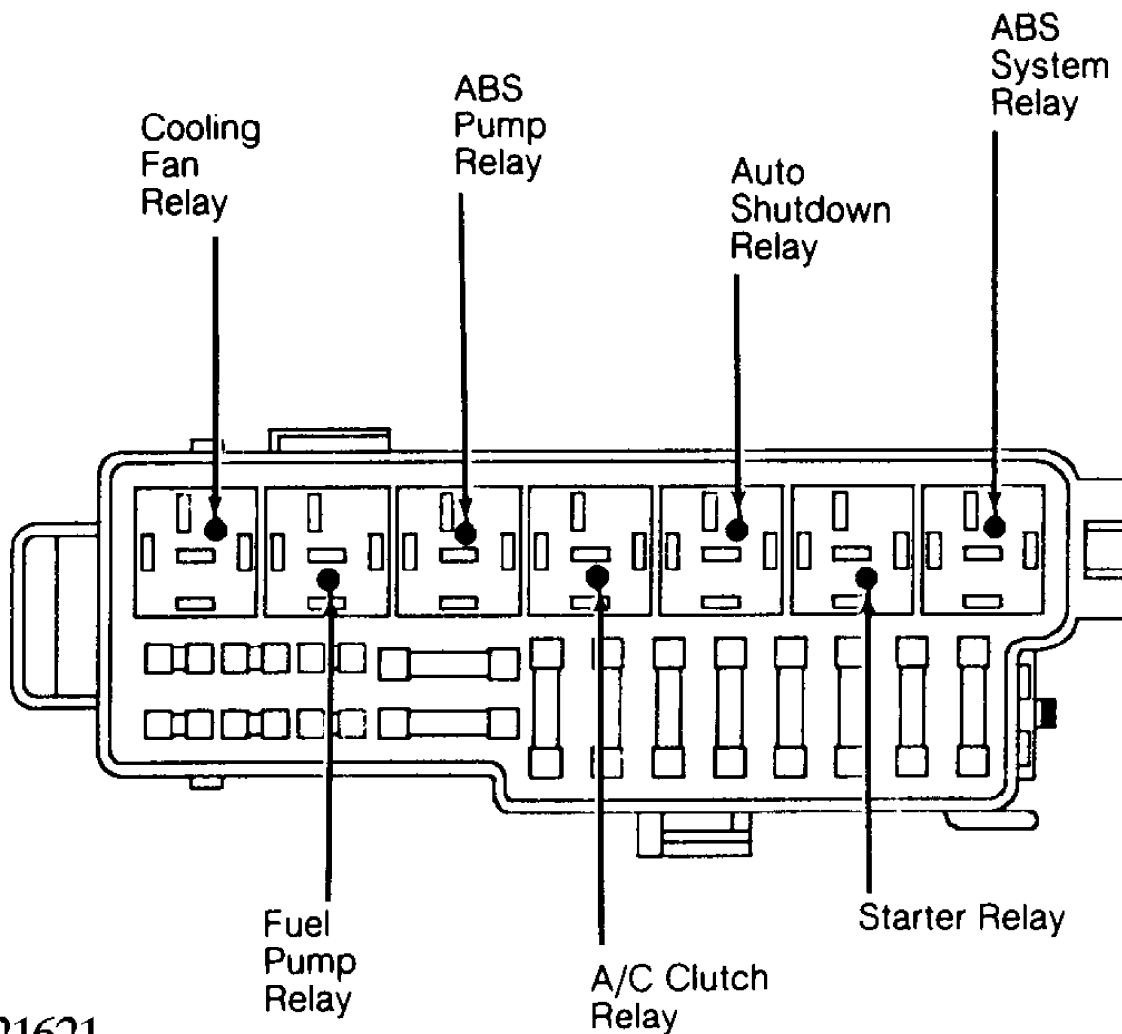 ABS
System
Relay
ABS
Pump
Relay
Cooling
Fan
Relay
Auto
Shutdown
Relay
Fuel
Pump
Relay
A/C Clutch
Relay
Starter Relay